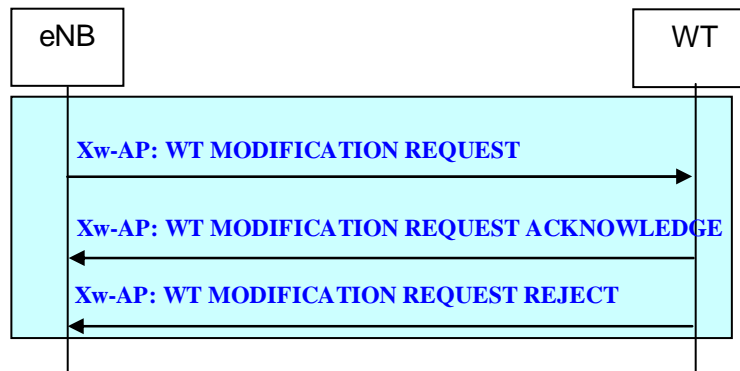 eNB
WT
Xw-AP: WT MODIFICATION REQUEST
Xw-AP: WT MODIFICATION REQUEST ACKNOWLEDGE
Xw-AP: WT MODIFICATION REQUEST REJECT